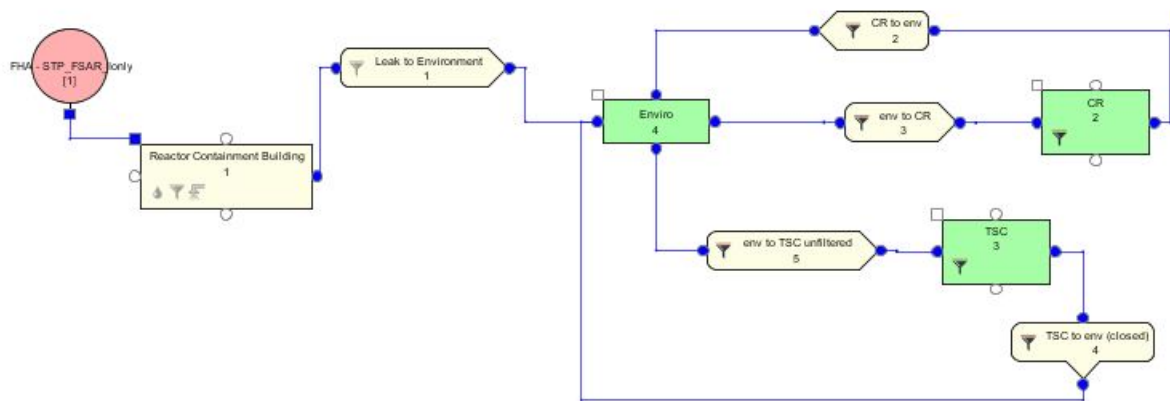 FHA - STP_FSAR_Ionly
[1]
Reactor Containment Building
1
Leak to Environment
1
Enviro
4
CR to env
2
env to CR
3
CR
2
env to TSC unfiltered
5
TSC
3
TSC to env (closed)
4